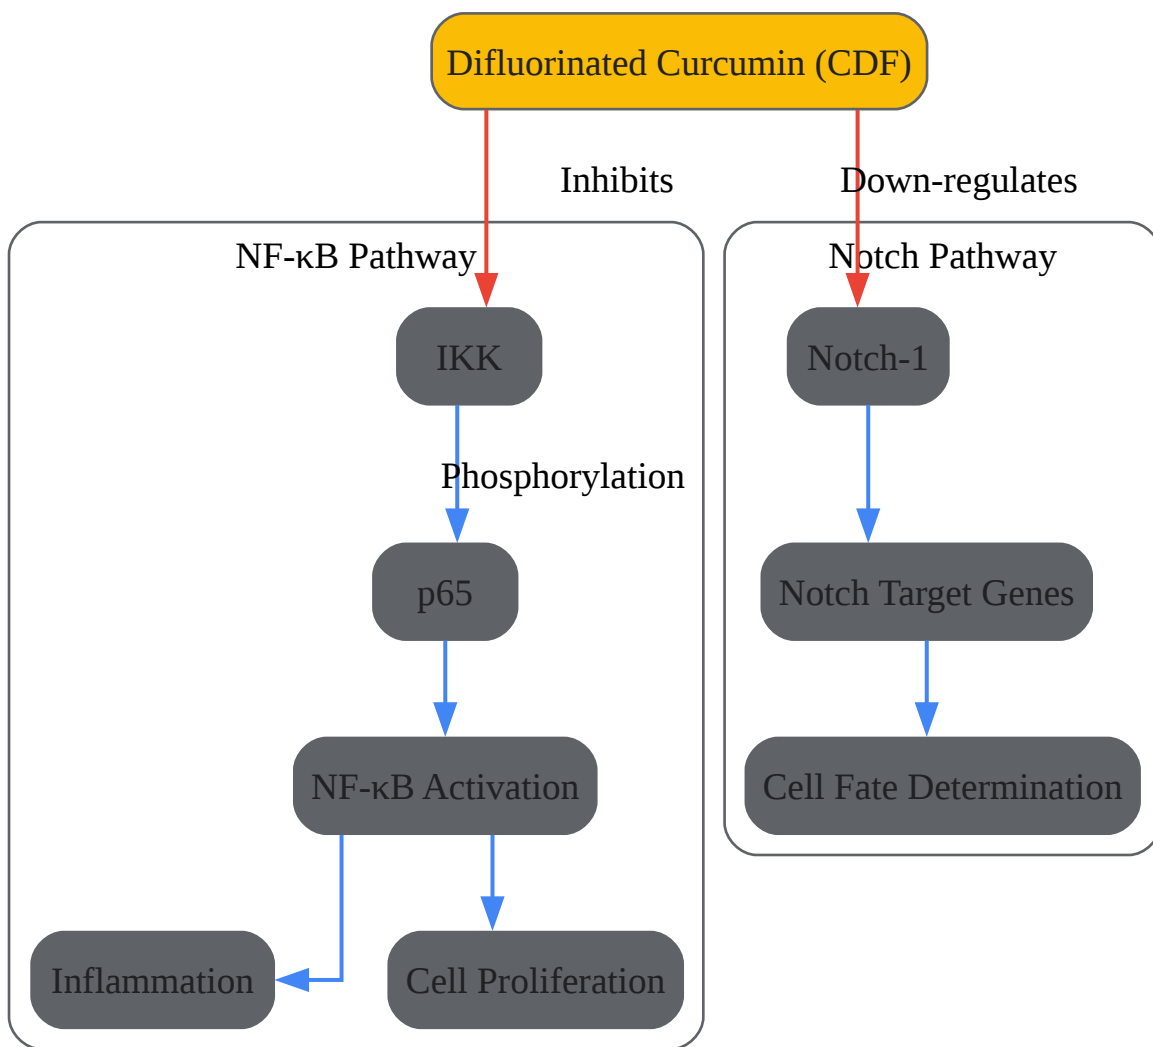 Difluorinated Curcumin (CDF)
Inhibits
Down-regulates
NF-κB Pathway
Notch Pathway
IKK
Notch-1
Phosphorylation
p65
Notch Target Genes
NF-κB Activation
Cell Fate Determination
Inflammation
Cell Proliferation